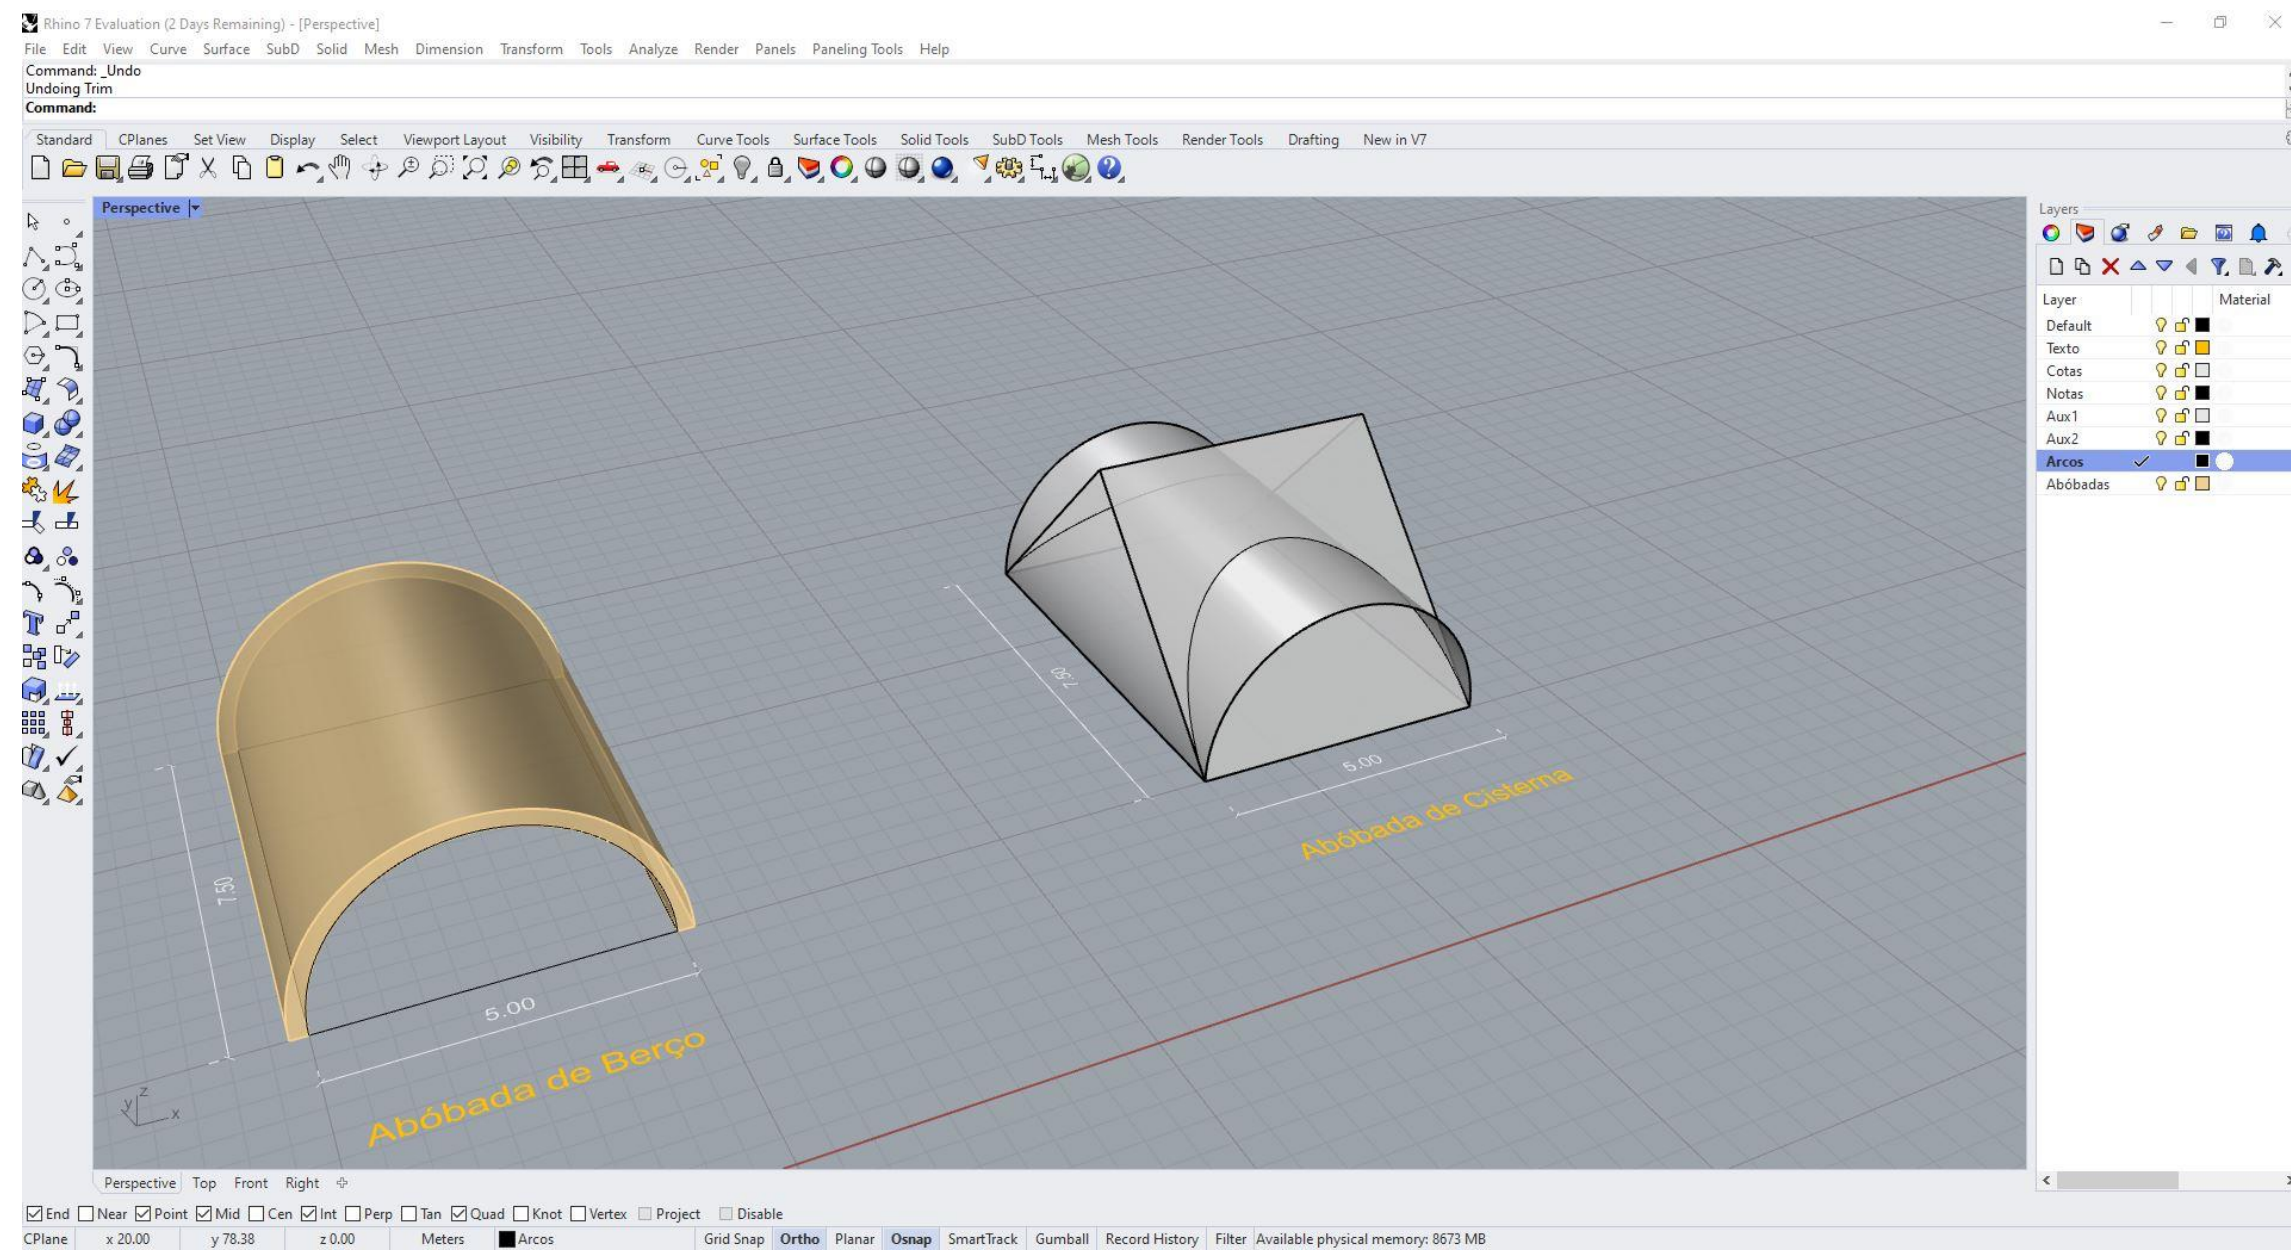 Rhino 7 Evaluation (2 Days Remaining) - [Perspective]
File Edit View Curve Surface SubD Solid Mesh Dimension Transform Tools Analyze Render Panels Paneling Tools Help
Command: _Undo
Undoing Trim
Command:
Standard CPlanes Set View Display Select Viewport Layout Visibility Transform Curve Tools Surface Tools Solid Tools SubD Tools Mesh Tools Render Tools Drafting New in V7
Perspective
Layers
Layer Material
Default
Texto
Cotas
Notas
Aux1
Aux2
Arcos
Abóbadas
7.50
5.00
Abóbada de Cisterna
7.50
5.00
Abóbada de Berço
z
y
x
Perspective Top Front Right
End Near Point Mid Cen Int Perp Tan Quad Knot Vertex Project Disable
CPlane x 20.00 y 78.38 z 0.00 Meters Arcos Grid Snap Ortho Planar Osnap SmartTrack Gumball Record History Filter Available physical memory: 8673 MB